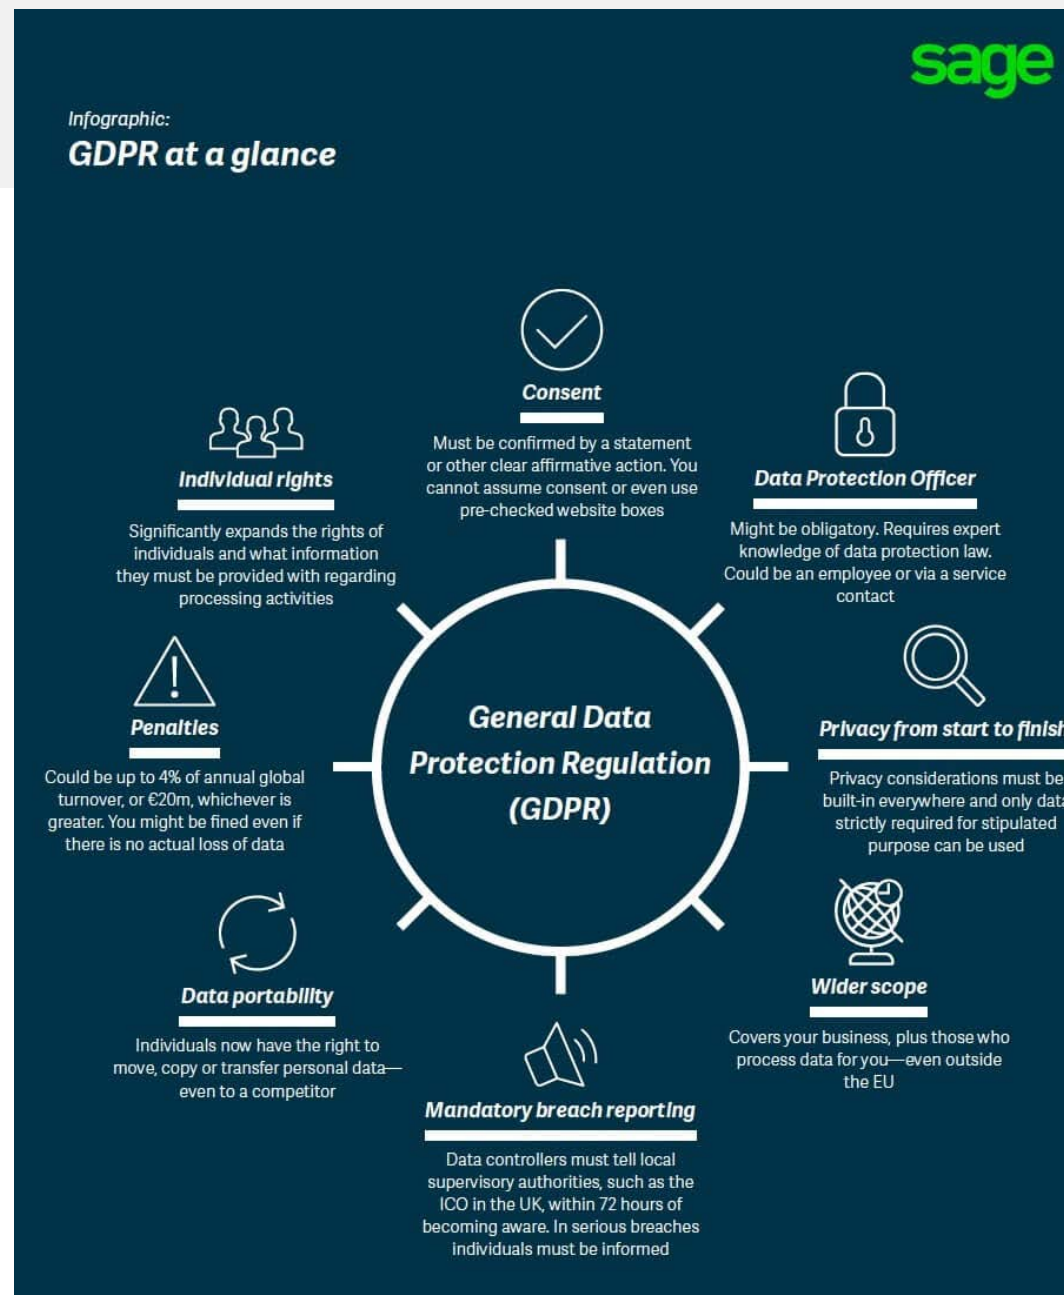 sage
Infographic:
GDPR at a glance
Consent
Must be confirmed by a statement
or other clear affirmative action. You
cannot assume consent or even use
pre-checked website boxes
Individual rights
Significantly expands the rights of
individuals and what information
they must be provided with regarding
processing activities
Data Protection Officer
Might be obligatory. Requires expert
knowledge of data protection law.
Could be an employee or via a service
contact
General Data
Protection Regulation
(GDPR)
Penalties
Could be up to 4% of annual global
turnover, or €20m, whichever is
greater. You might be fined even if
there is no actual loss of data
Privacy from start to finish
Privacy considerations must be
built-in everywhere and only data
strictly required for stipulated
purpose can be used
Data portability
Individuals now have the right to
move, copy or transfer personal data—
even to a competitor
Wider scope
Covers your business, plus those who
process data for you—even outside
the EU
Mandatory breach reporting
Data controllers must tell local
supervisory authorities, such as the
ICO in the UK, within 72 hours of
becoming aware. In serious breaches
individuals must be informed